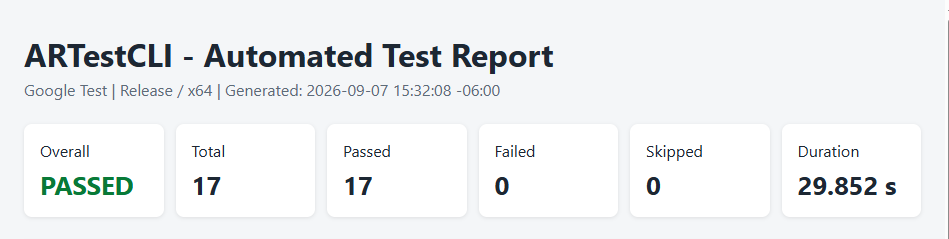 ARTestCLI - Automated Test Report
Google Test | Release / x64 | Generated: 2026-09-07 15:32:08 -06:00
Overall
PASSED
Total
17
Passed
17
Failed
0
Skipped
0
Duration
29.852 s